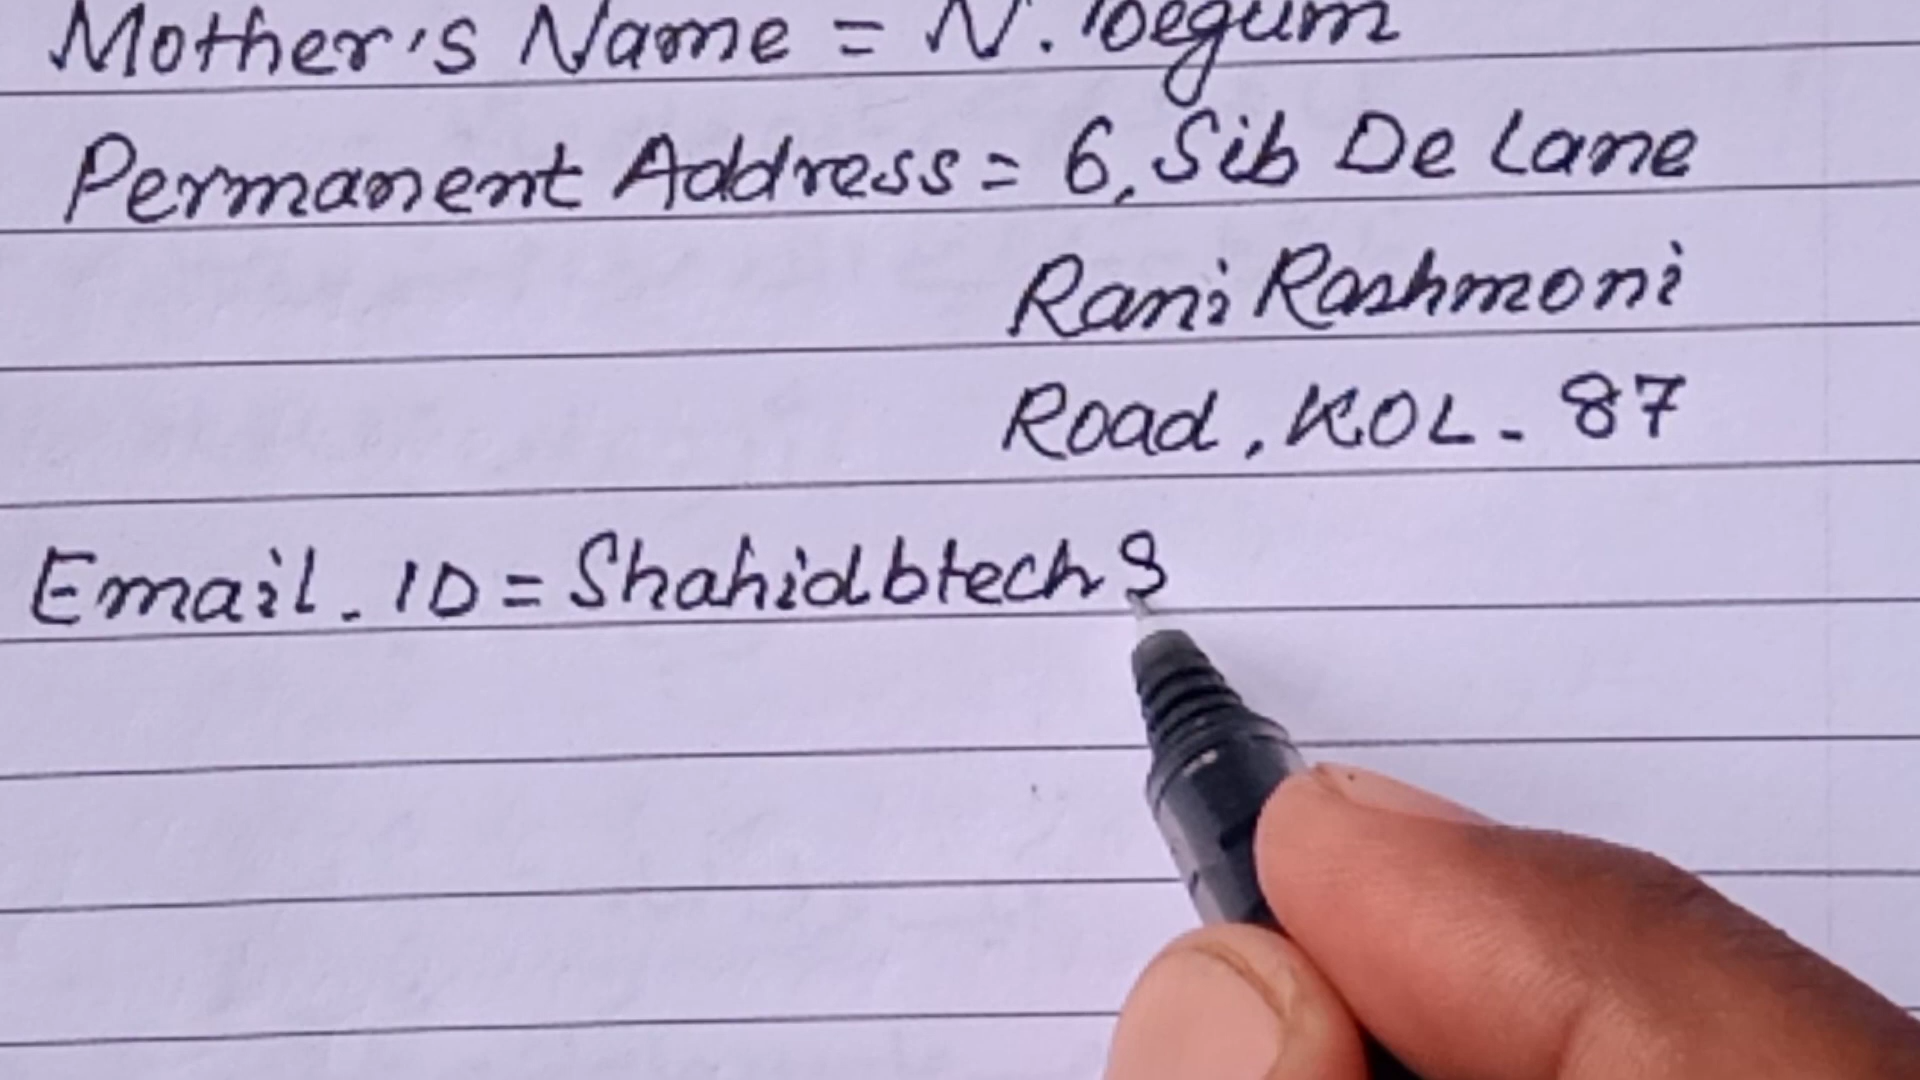 Mother's Name = N. begum
Permanent Address = 6, Sib De Lane
Rani Rashmoni
Road, KOL - 87
Email. ID = Shahidbtech